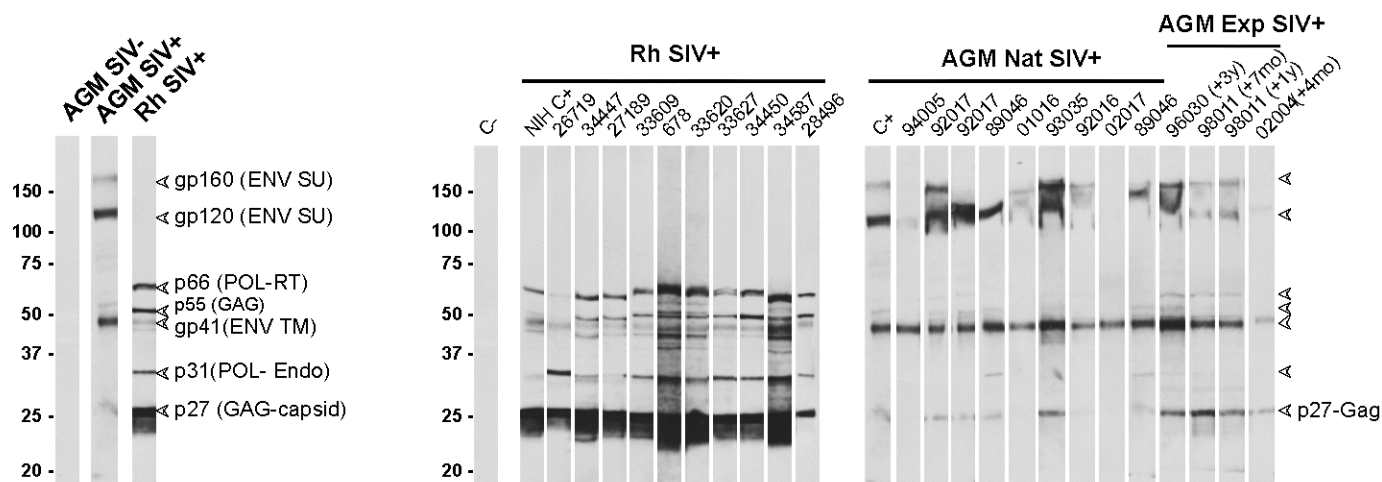 AGM SIV-
AGM SIV+
Rh SIV+
150 -
100 -
75 -
50 -
37 -
25 -
20 -
gp160 (ENV SU)
gp120 (ENV SU)
p66 (POL-RT)
p55 (GAG)
gp41(ENV TM)
p31(POL- Endo)
p27 (GAG-capsid)
Rh SIV+
C-
NIH C+
26719
34447
27189
33609
678
33620
33627
34450
34587
28496
150 -
100 -
75 -
50 -
37 -
25 -
20 -
AGM Nat SIV+
AGM Exp SIV+
C+
94005
92017
92017
89046
01016
93035
92016
02017
89046
96030 (+3y)
98011 (+7mo)
98011 (+1y)
02004(+4mo)
p27-Gag